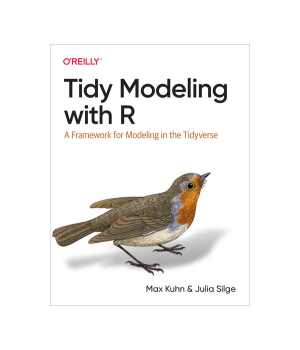 O'REILLY
Tidy Modeling
with R
A Framework for Modeling in the Tidyverse
Max Kuhn & Julia Silge